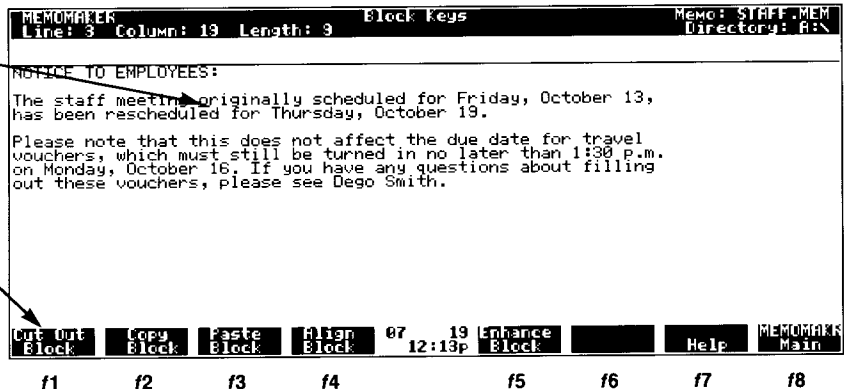 MEMOMAKER Block Keys Memo: STAFF.MEM
Line: 3 Column: 19 Length: 9 Directory: A:\
NOTICE TO EMPLOYEES:
The staff meeting originally scheduled for Friday, October 13,
has been rescheduled for Thursday, October 19.
Please note that this does not affect the due date for travel
vouchers, which must still be turned in no later than 1:30 p.m.
on Monday, October 16. If you have any questions about filling
out these vouchers, please see Dego Smith.
Cut Out Copy Paste Align 07 19 Enhance MEMOMAKR
Block Block Block Block 12:13p Block Help Main
f1 f2 f3 f4 f5 f6 f7 f8